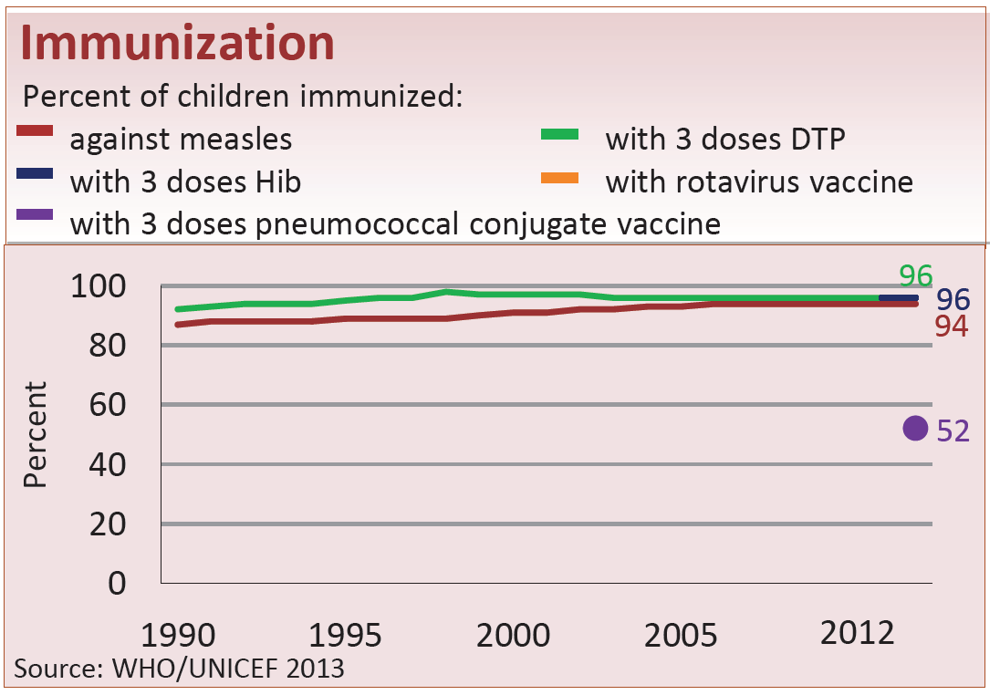 Immunization
Percent of children immunized:
against measles
with 3 doses DTP
with 3 doses Hib
with rotavirus vaccine
with 3 doses pneumococcal conjugate vaccine
96
100
96
94
80
60
52
40
20
0
Percent
1990 1995 2000 2005 2012
Source: WHO/UNICEF 2013